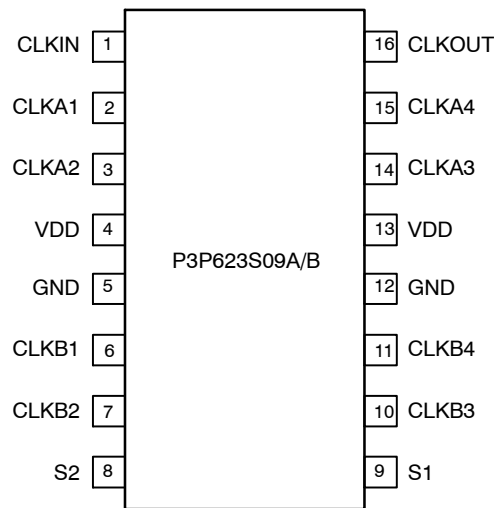 CLKIN 1 16 CLKOUT
CLKA1 2 15 CLKA4
CLKA2 3 14 CLKA3
VDD 4 13 VDD
P3P623S09A/B
GND 5 12 GND
CLKB1 6 11 CLKB4
CLKB2 7 10 CLKB3
S2 8 9 S1